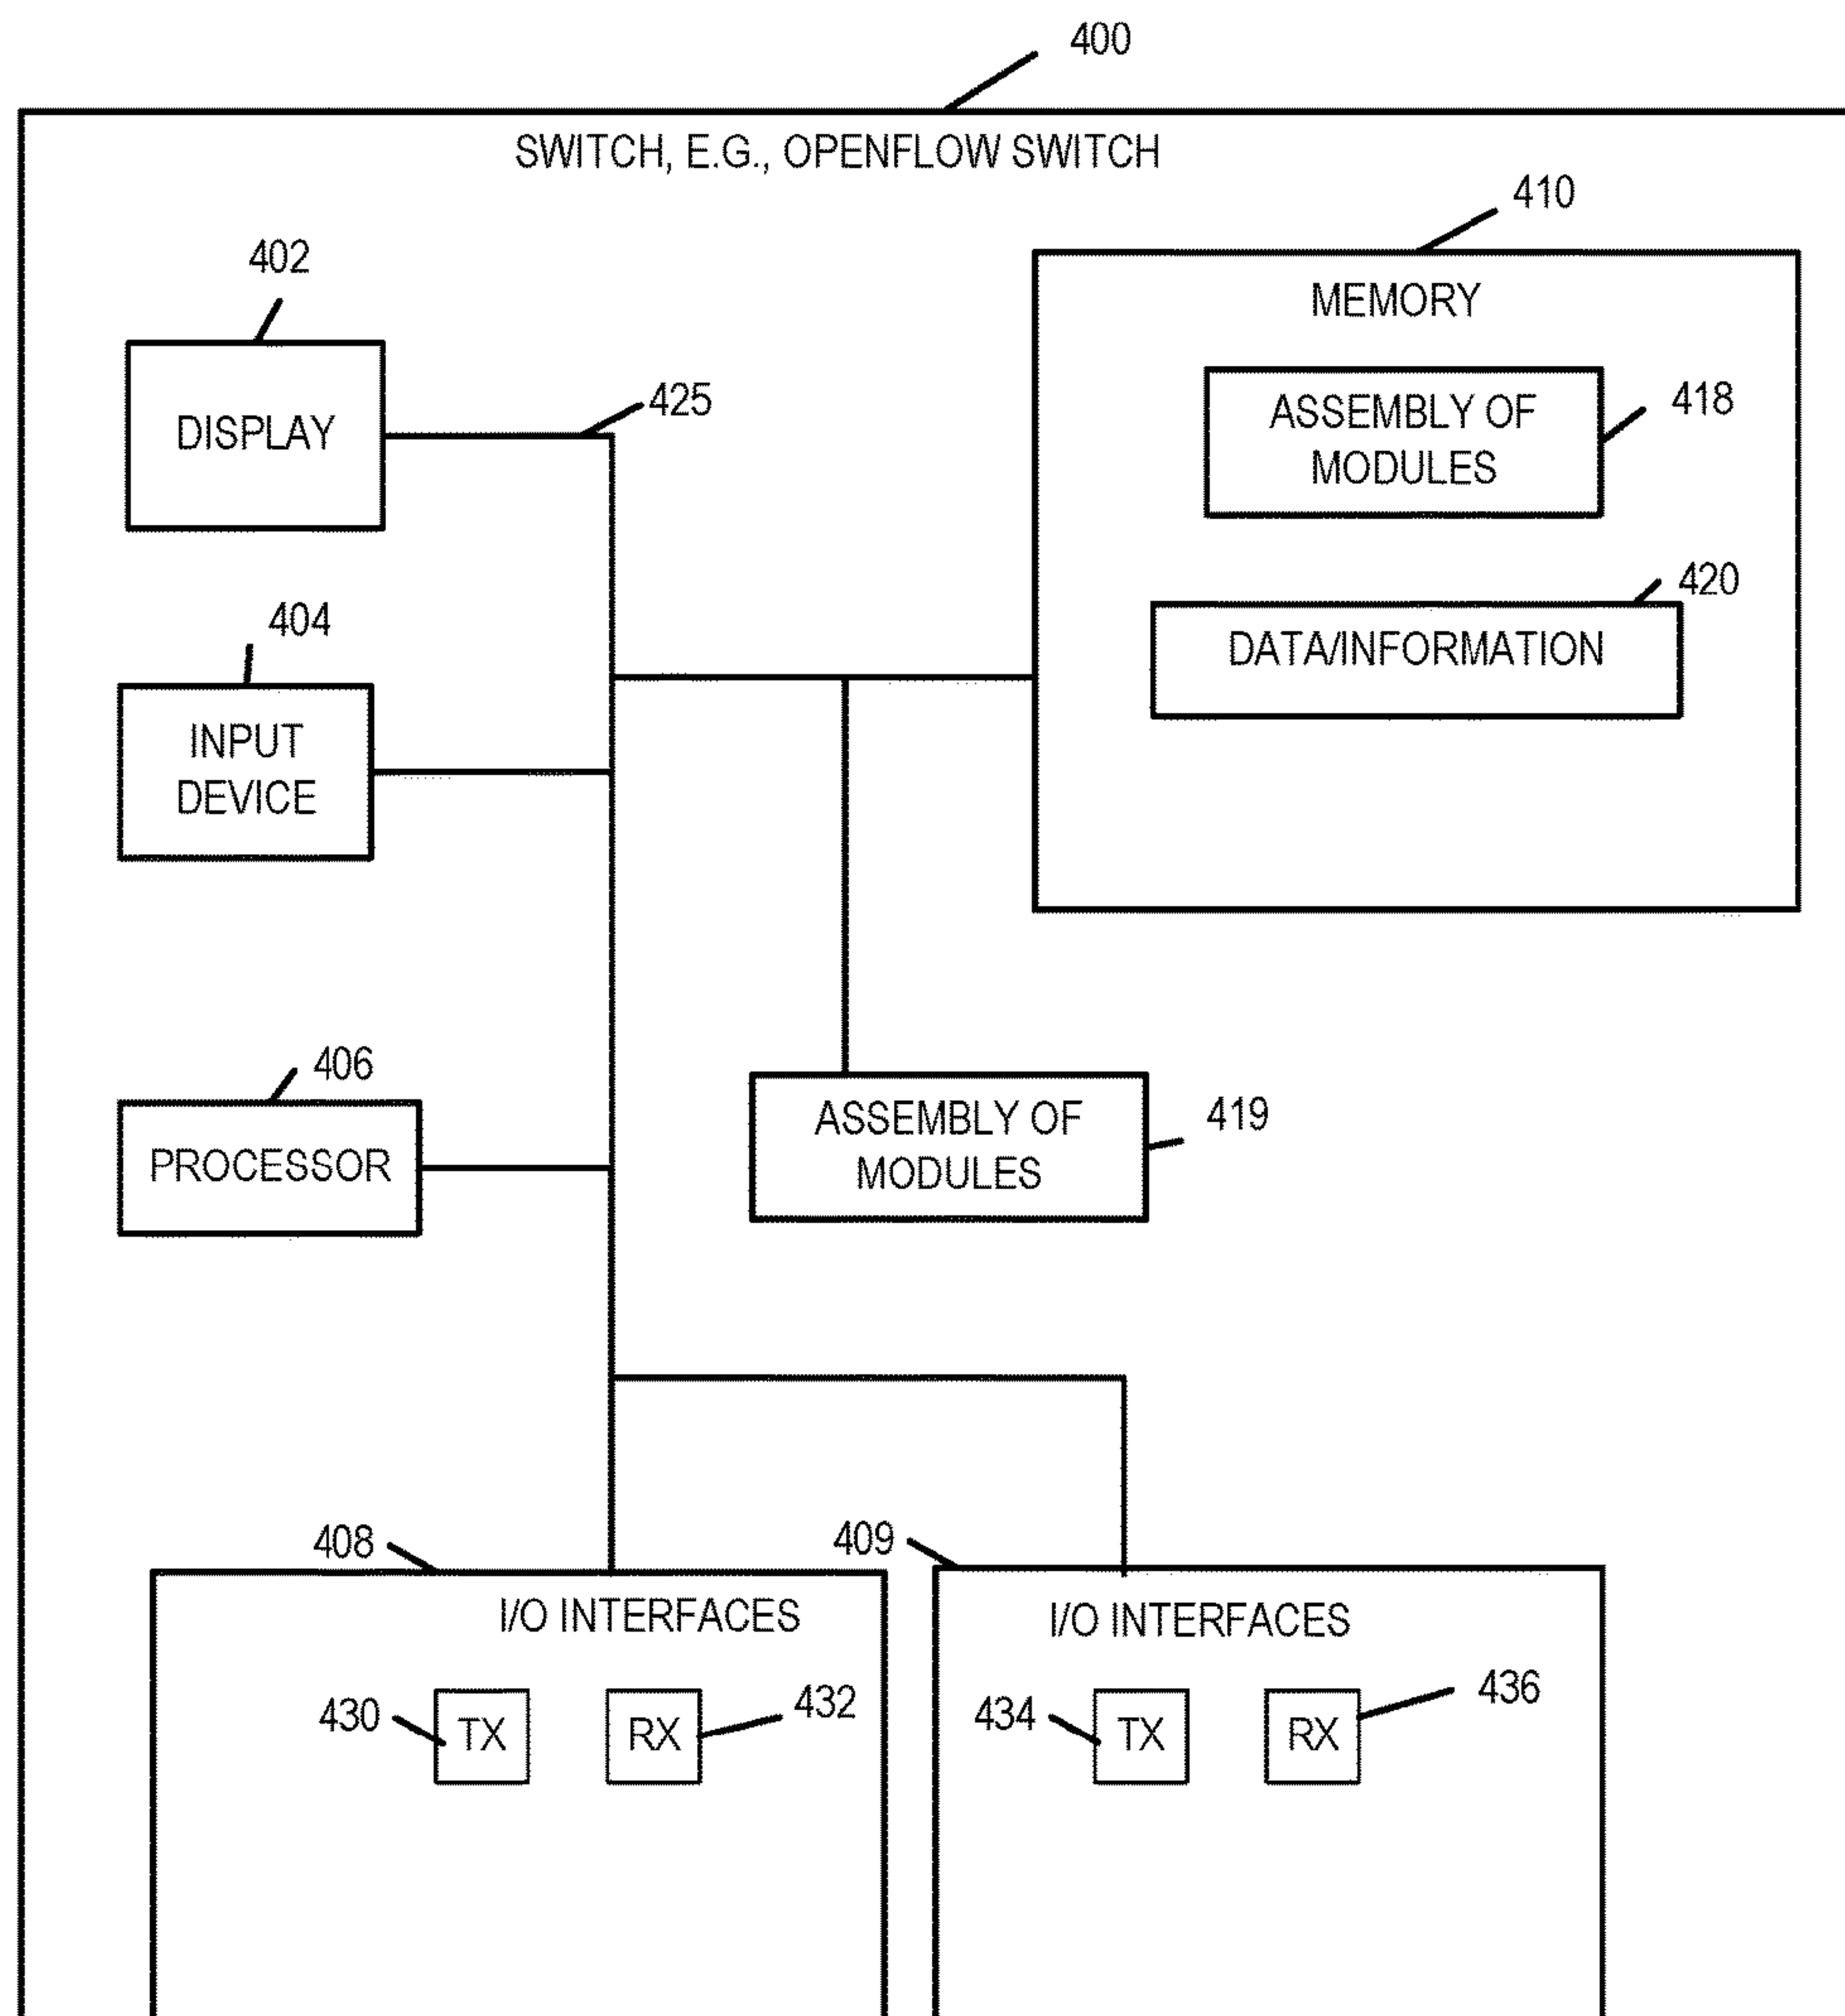 400
SWITCH, E.G., OPENFLOW SWITCH
410
402
MEMORY
DISPLAY
425
ASSEMBLY OF
MODULES
418
404
420
DATA/INFORMATION
INPUT
DEVICE
406
PROCESSOR
ASSEMBLY OF
MODULES
419
408
409
I/O INTERFACES
I/O INTERFACES
430
TX
RX
432
434
TX
RX
436